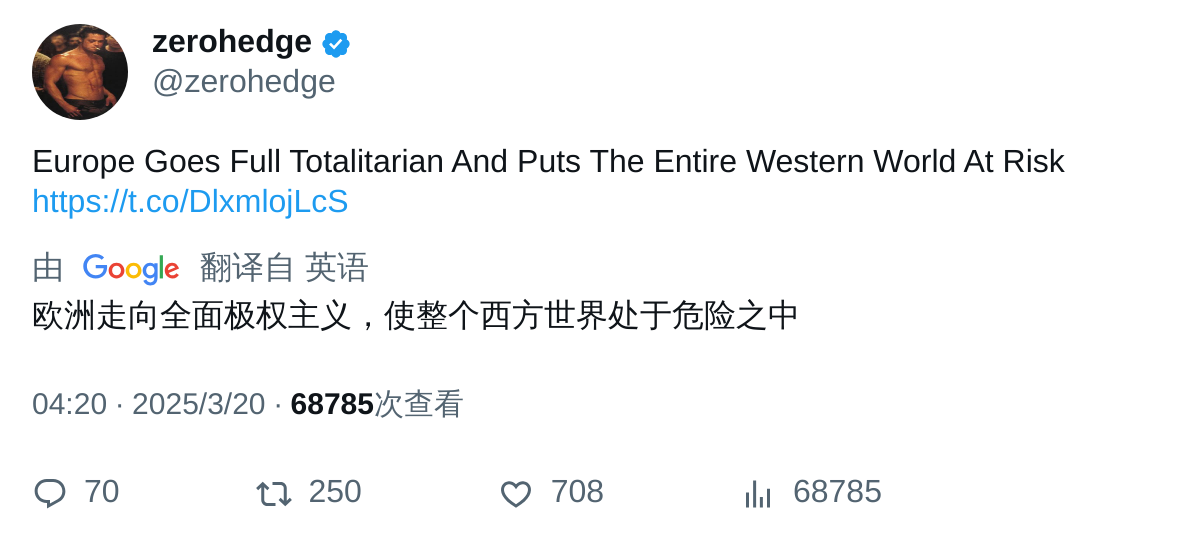 zerohedge
@zerohedge
Europe Goes Full Totalitarian And Puts The Entire Western World At Risk
https://t.co/DlxmlojLcS
由 Google 翻译自 英语
欧洲走向全面极权主义，使整个西方世界处于危险之中
04:20 · 2025/3/20 · 68785次查看
70 250 708 68785